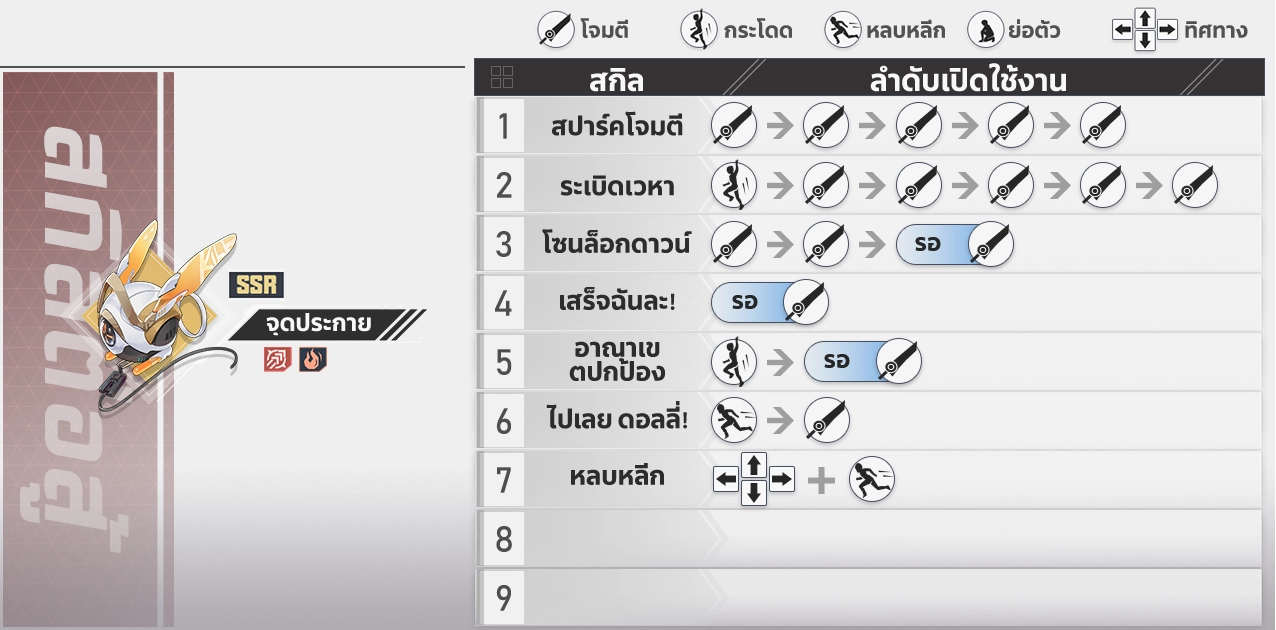 โจมตี กระโดด หลบหลีก ย่อตัว ทิศทาง
สกิลต่อสู้
SSR
จุดประกาย
สกิล ลำดับเปิดใช้งาน
1 สปาร์คโจมตี
2 ระเบิดเวหา
3 โซนล็อกดาวน์ รอ
4 เสร็จฉันละ! รอ
5 อาณาเข
ตปกป้อง รอ
6 ไปเลย ดอลลี่!
7 หลบหลีก
8
9